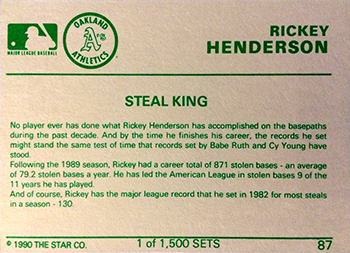 RICKEY
HENDERSON
MAJOR LEAGUE BASEBALL
OAKLAND
A's
ATHLETICS
STEAL KING
No player ever has done what Rickey Henderson has accomplished on the basepaths
during the past decade. And by the time he finishes his career, the records he set
might stand the same test of time that records set by Babe Ruth and Cy Young have
stood.
Following the 1989 season, Rickey had a career total of 871 stolen bases - an average
of 79.2 stolen bases a year. He has led the American League in stolen bases 9 of the
11 years he has played.
And of course, Rickey has the major league record that he set in 1982 for most steals
in a season - 130.
© 1990 THE STAR CO. 1 of 1,500 SETS 87